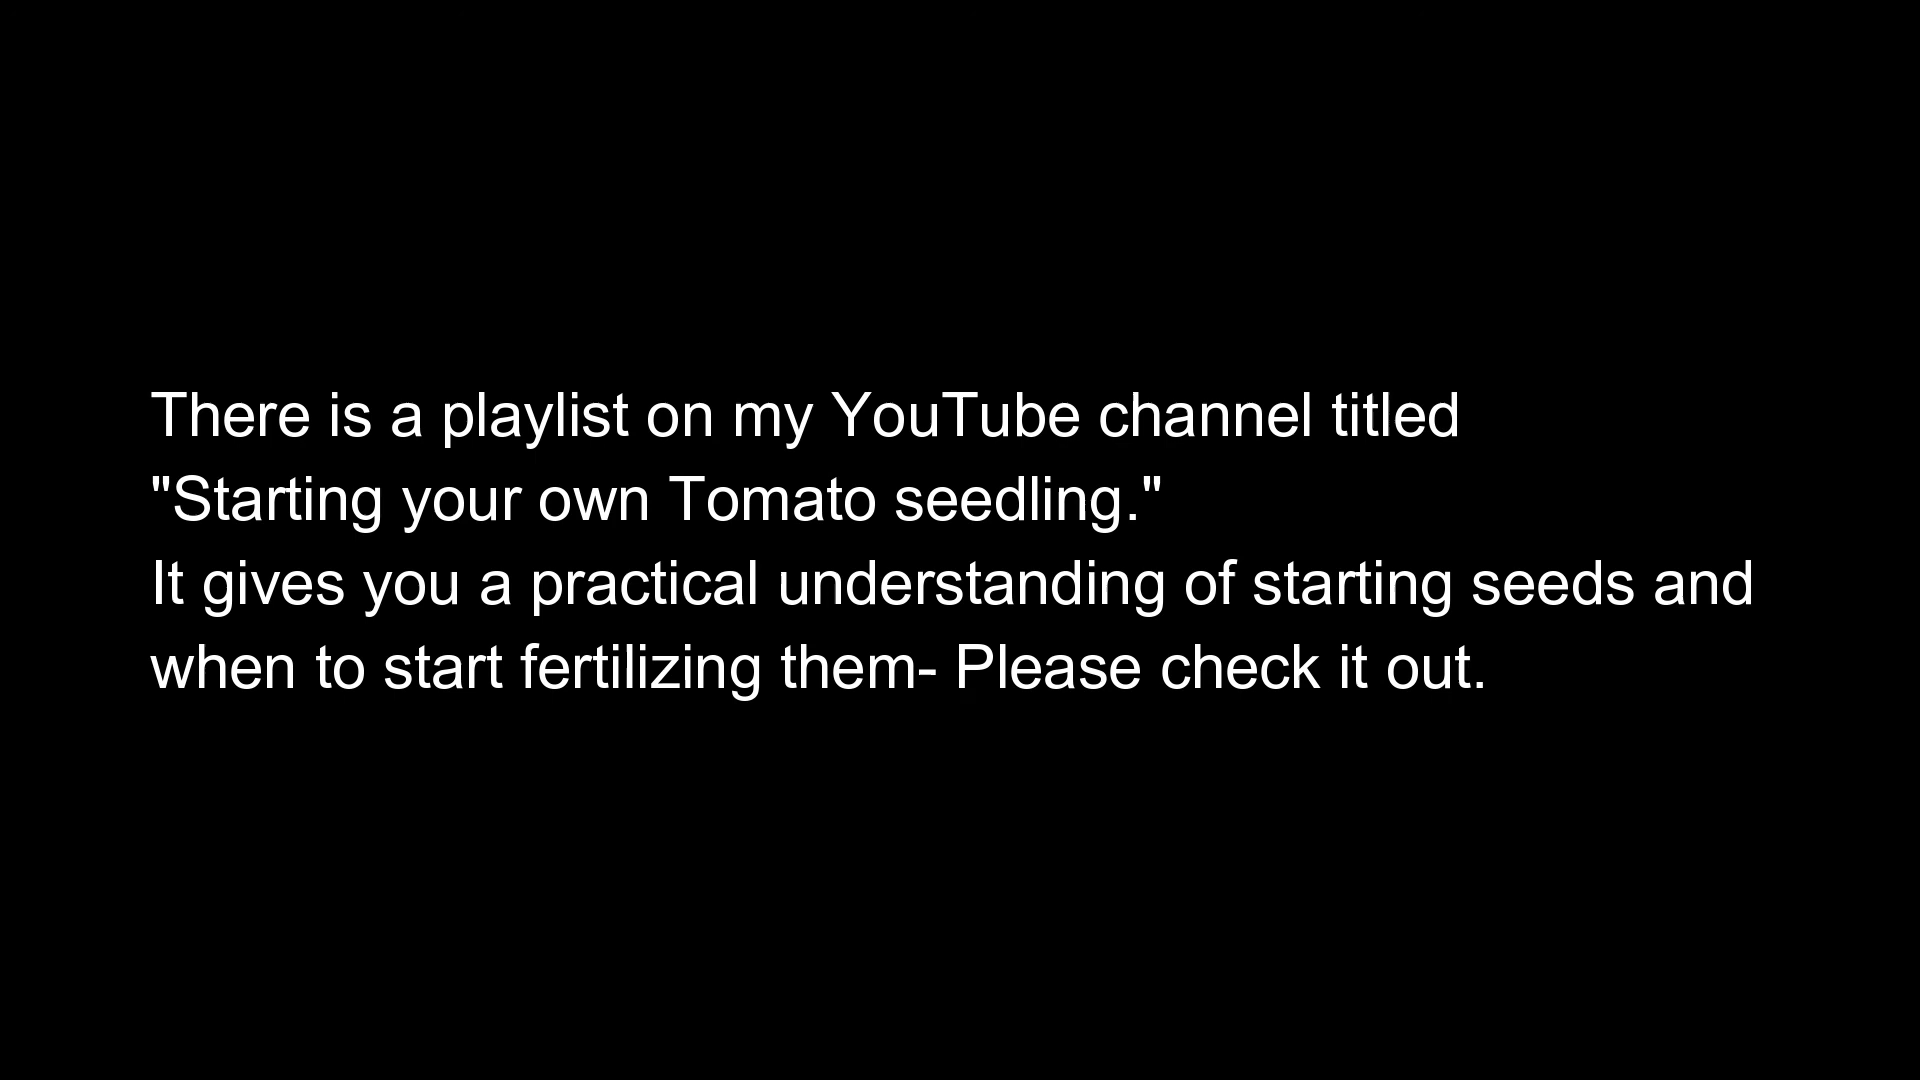 There is a playlist on my YouTube channel titled
"Starting your own Tomato seedling."
It gives you a practical understanding of starting seeds and
when to start fertilizing them- Please check it out.